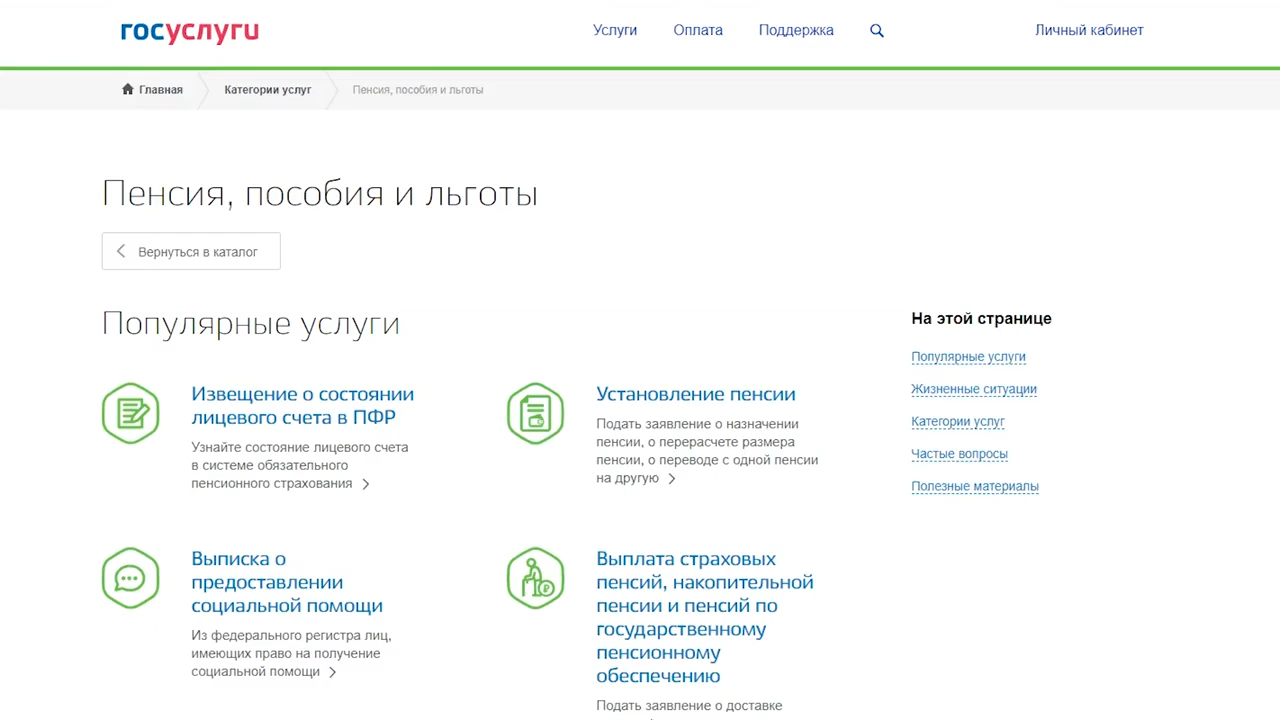 госуслуги
Услуги
Оплата
Поддержка
Личный кабинет
Главная
Категории услуг
Пенсия, пособия и льготы
Пенсия, пособия и льготы
Вернуться в каталог
Популярные услуги
Извещение о состоянии
лицевого счета в ПФР
Узнайте состояние лицевого счета
в системе обязательного
пенсионного страхования
Установление пенсии
Подать заявление о назначении
пенсии, о перерасчете размера
пенсии, о переводе с одной пенсии
на другую
Выписка о
предоставлении
социальной помощи
Из федерального регистра лиц,
имеющих право на получение
социальной помощи
Выплата страховых
пенсий, накопительной
пенсии и пенсий по
государственному
пенсионному
обеспечению
Подать заявление о доставке
На этой странице
Популярные услуги
Жизненные ситуации
Категории услуг
Частые вопросы
Полезные материалы